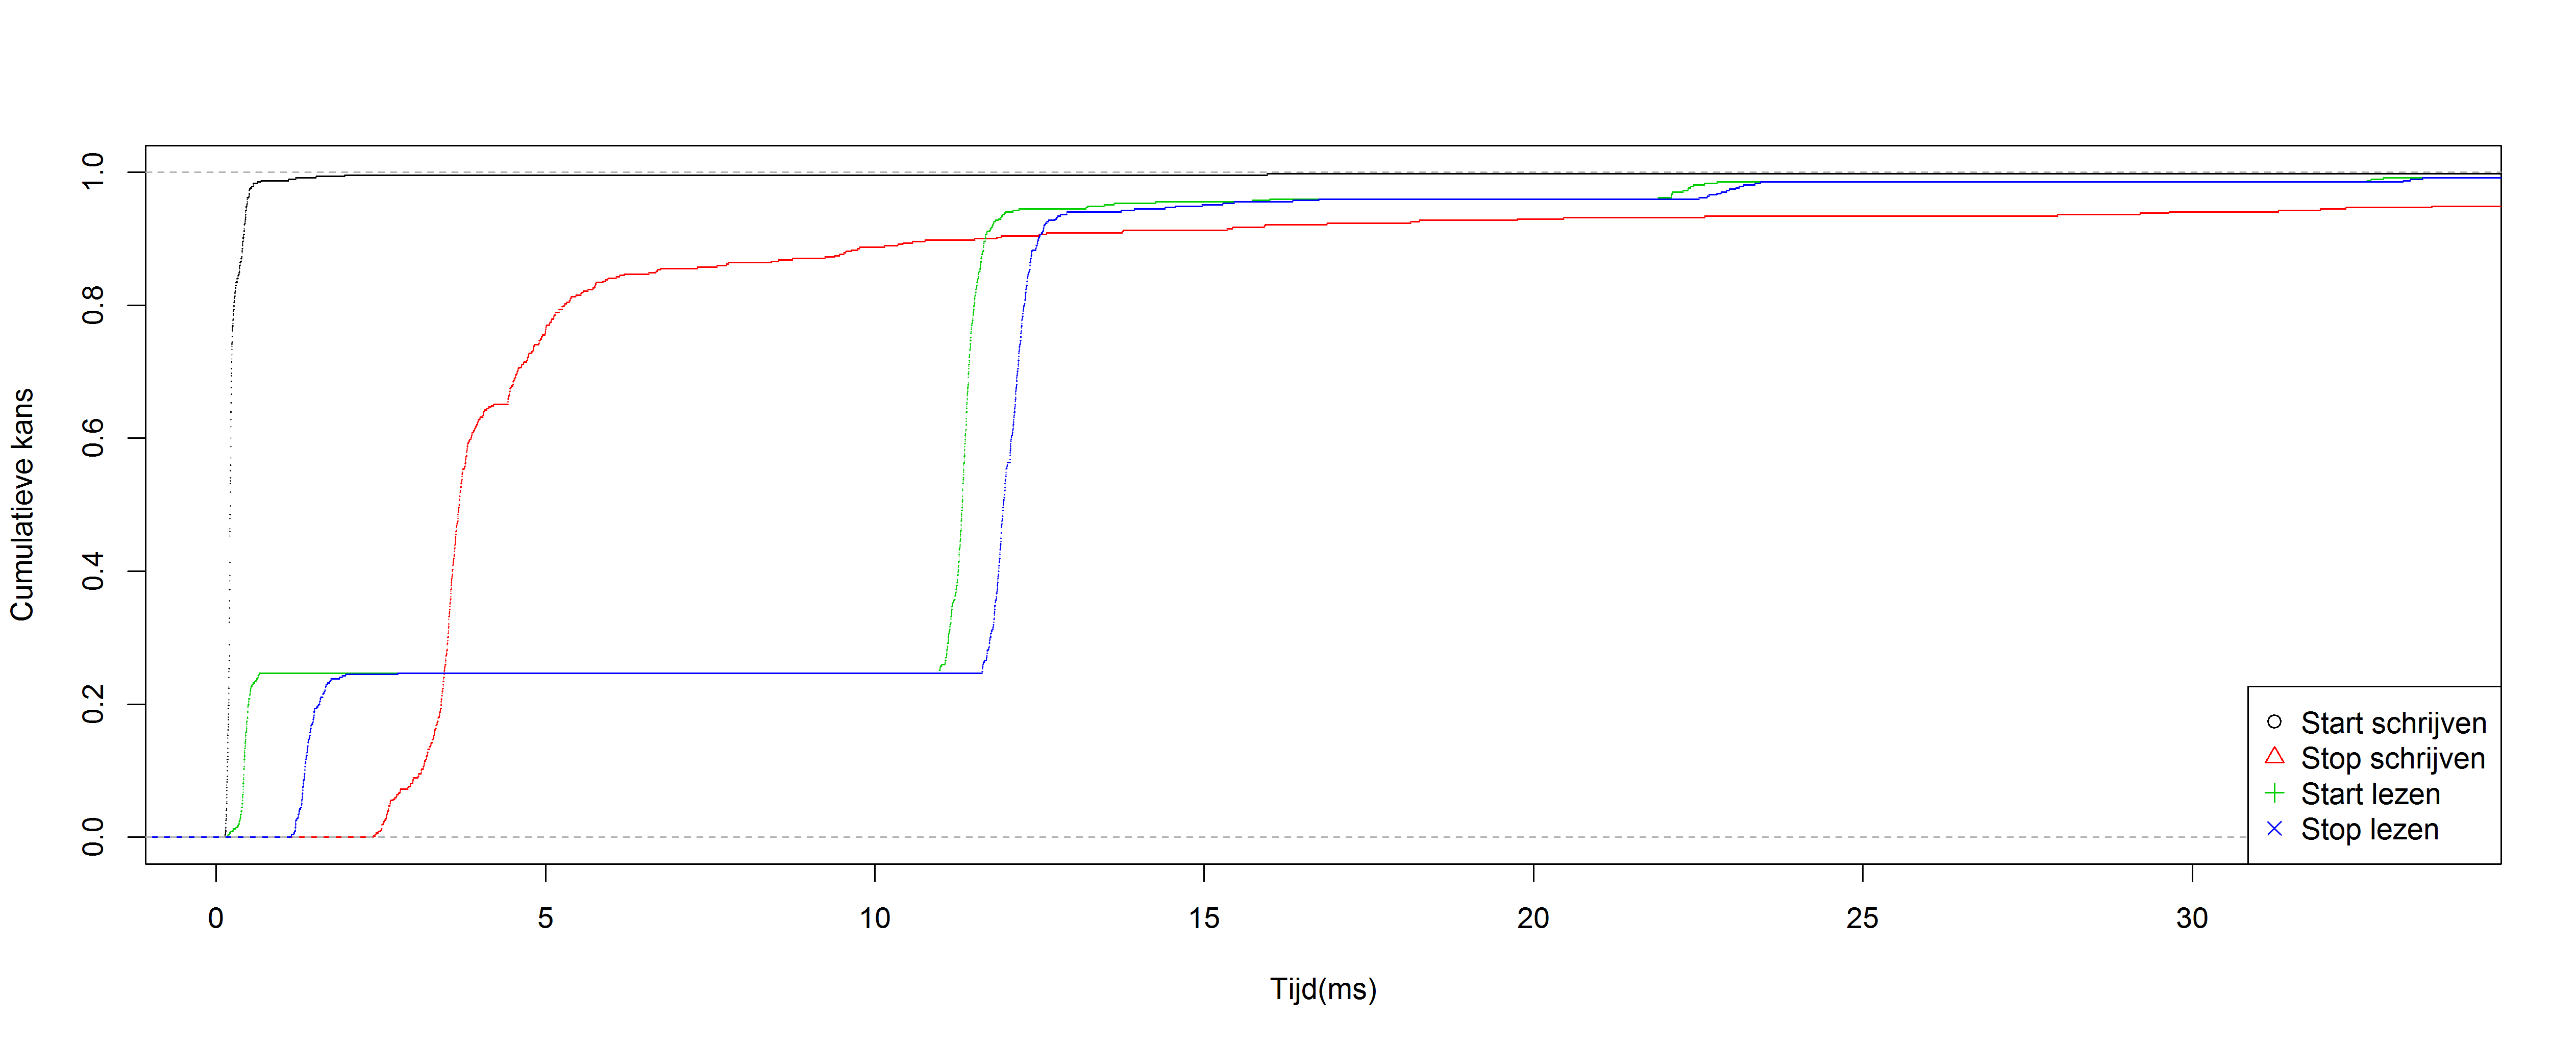 Cumulatieve kans
1.0
0.8
0.6
0.4
0.2
0.0
0 5 10 15 20 25 30
Tijd(ms)
Start schrijven
Stop schrijven
Start lezen
Stop lezen